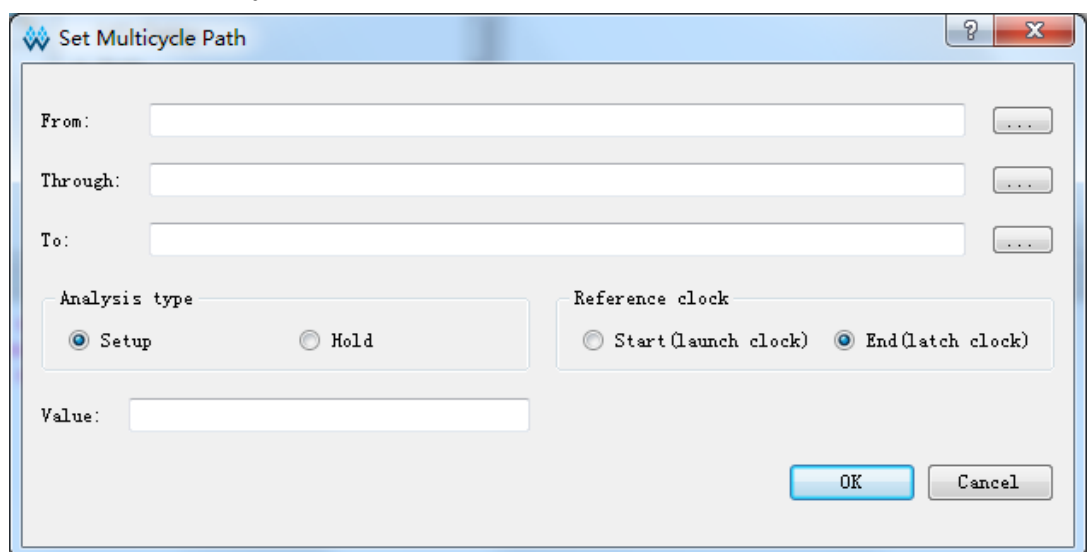 Set Multicycle Path
From: ...
Through: ...
To: ...
Analysis type Reference clock
Setup Hold Start(launch clock) End(latch clock)
Value:
OK Cancel